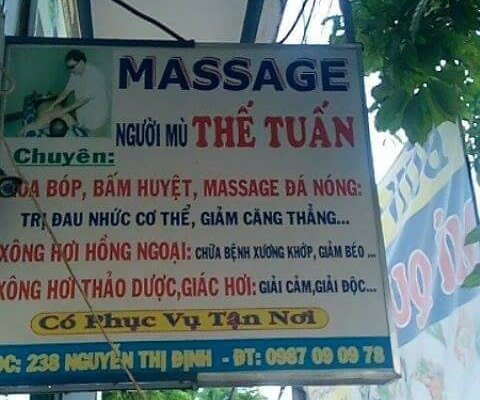 MASSAGE
NGƯỜI MÙ THẾ TUẤN
Chuyên:
XOA BÓP, BẤM HUYỆT, MASSAGE ĐÁ NÓNG:
TRỊ ĐAU NHỨC CƠ THỂ, GIẢM CĂNG THẲNG...
XÔNG HƠI HỒNG NGOẠI: CHỮA BỆNH XƯƠNG KHỚP, GIẢM BÉO ...
XÔNG HƠI THẢO DƯỢC,GIÁC HƠI: GIẢI CẢM,GIẢI ĐỘC...
Có Phục Vụ Tận Nơi
ĐC: 238 NGUYỄN THỊ ĐỊNH - ĐT: 0987 09 09 78